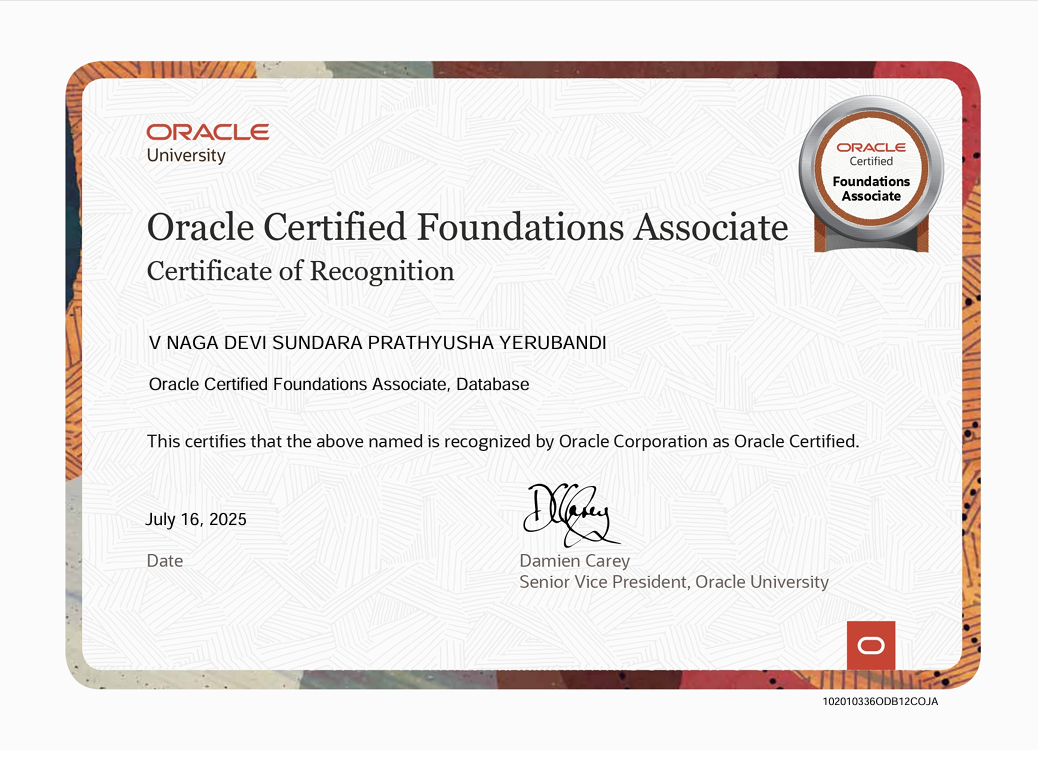 ORACLE
University
ORACLE
Certified
Foundations
Associate
Oracle Certified Foundations Associate
Certificate of Recognition
V NAGA DEVI SUNDARA PRATHYUSHA YERUBANDI
Oracle Certified Foundations Associate, Database
This certifies that the above named is recognized by Oracle Corporation as Oracle Certified.
DCCarey
July 16, 2025
Date
Damien Carey
Senior Vice President, Oracle University
102010336ODB12COJA